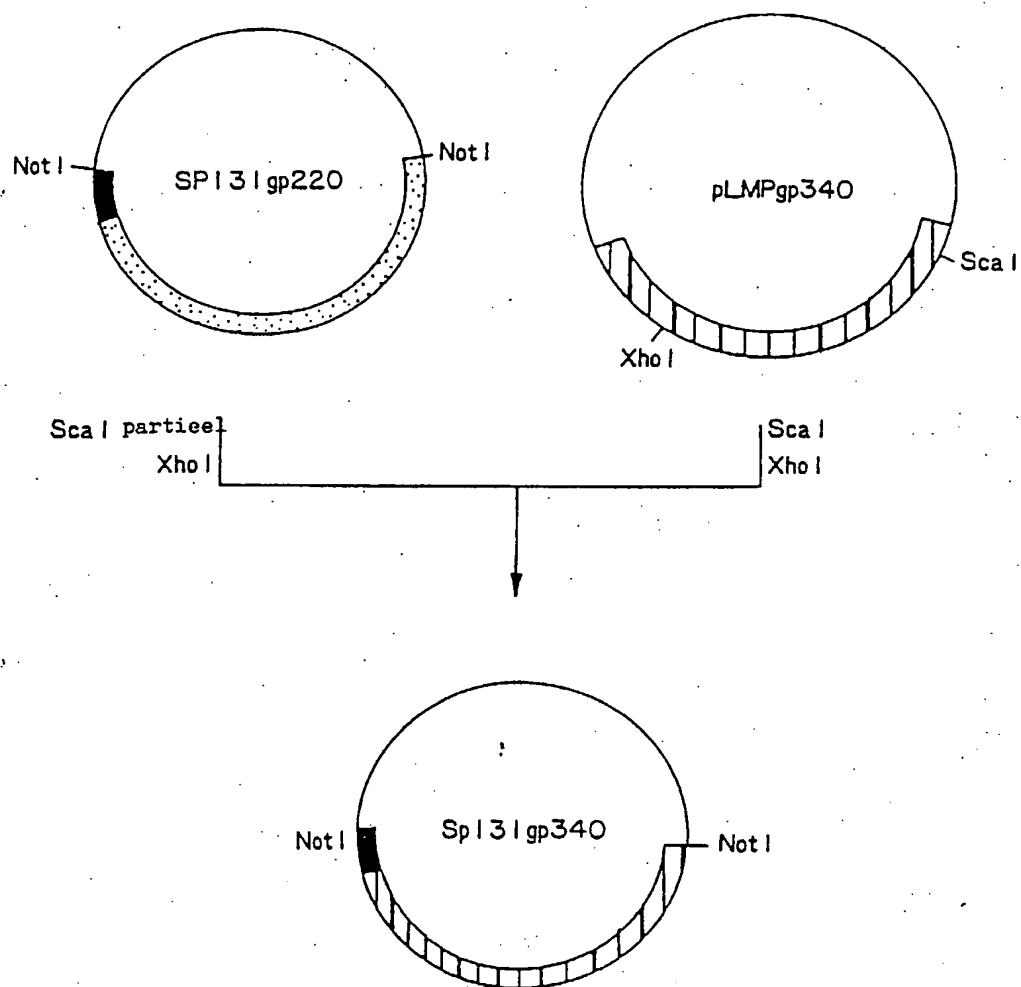 Not I
SP131gp220
Not I
pLMPgp340
Sca I
Xho I
Sca I partieel
Xho I
Sca I
Xho I
Not I
Sp131gp340
Not I